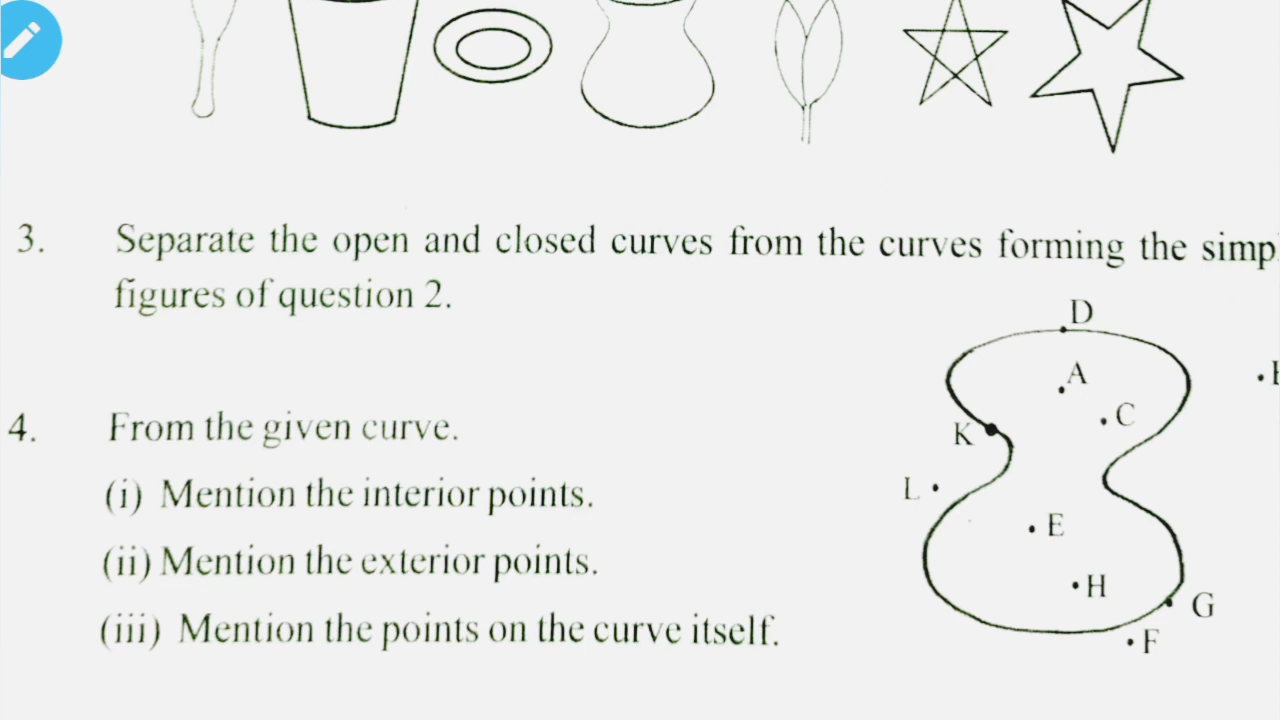 3. Separate the open and closed curves from the curves forming the
figures of question 2.
D
A
C
K
L
E
H
G
F
4. From the given curve.
(i) Mention the interior points.
(ii) Mention the exterior points.
(iii) Mention the points on the curve itself.